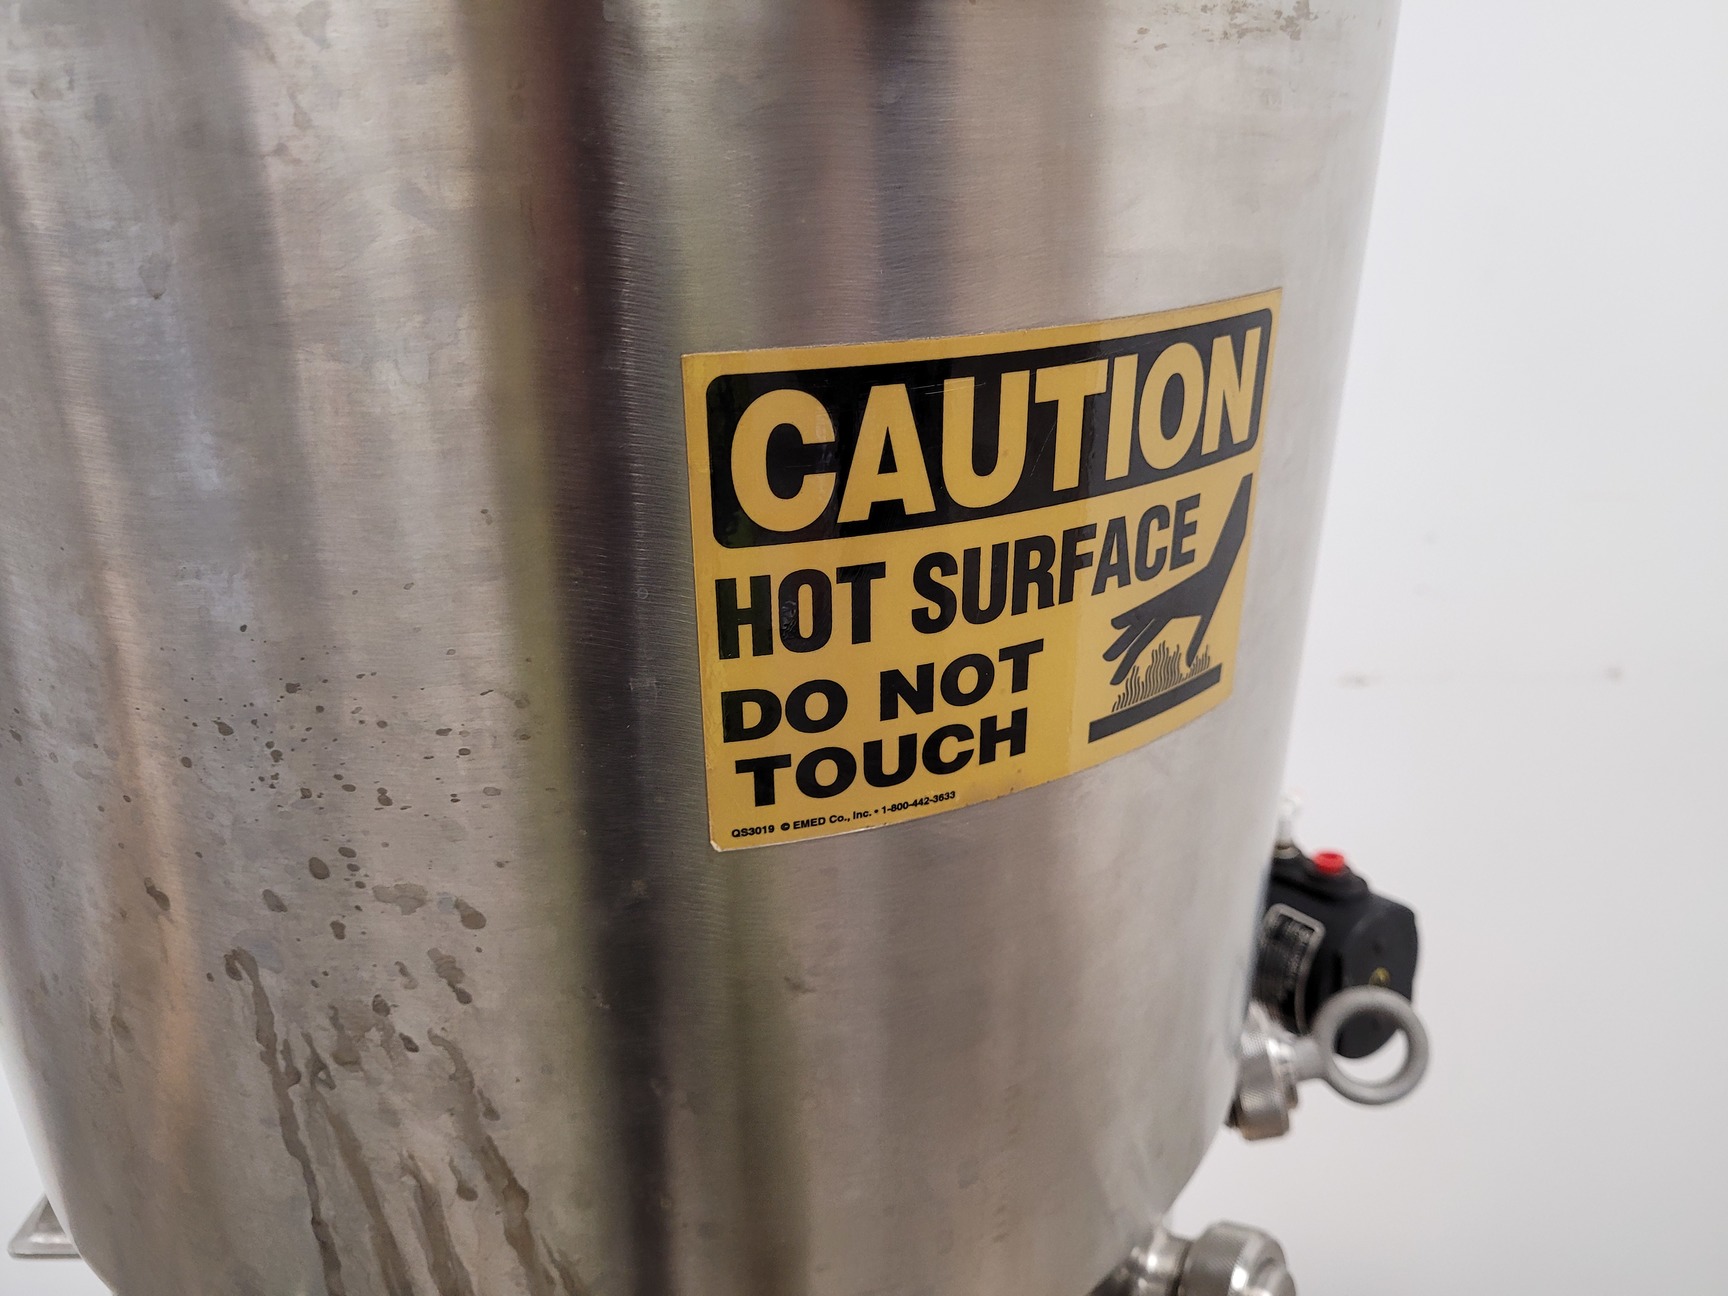 CAUTION
HOT SURFACE
DO NOT
TOUCH
QS3019 © EMED Co., Inc. • 1-800-442-3633